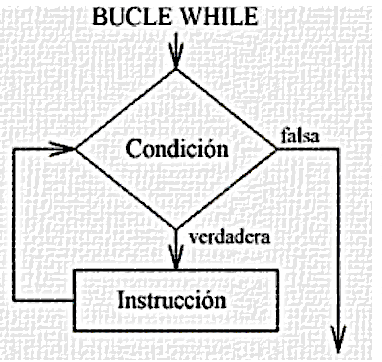 BUCLE WHILE
Condición
falsa
verdadera
Instrucción